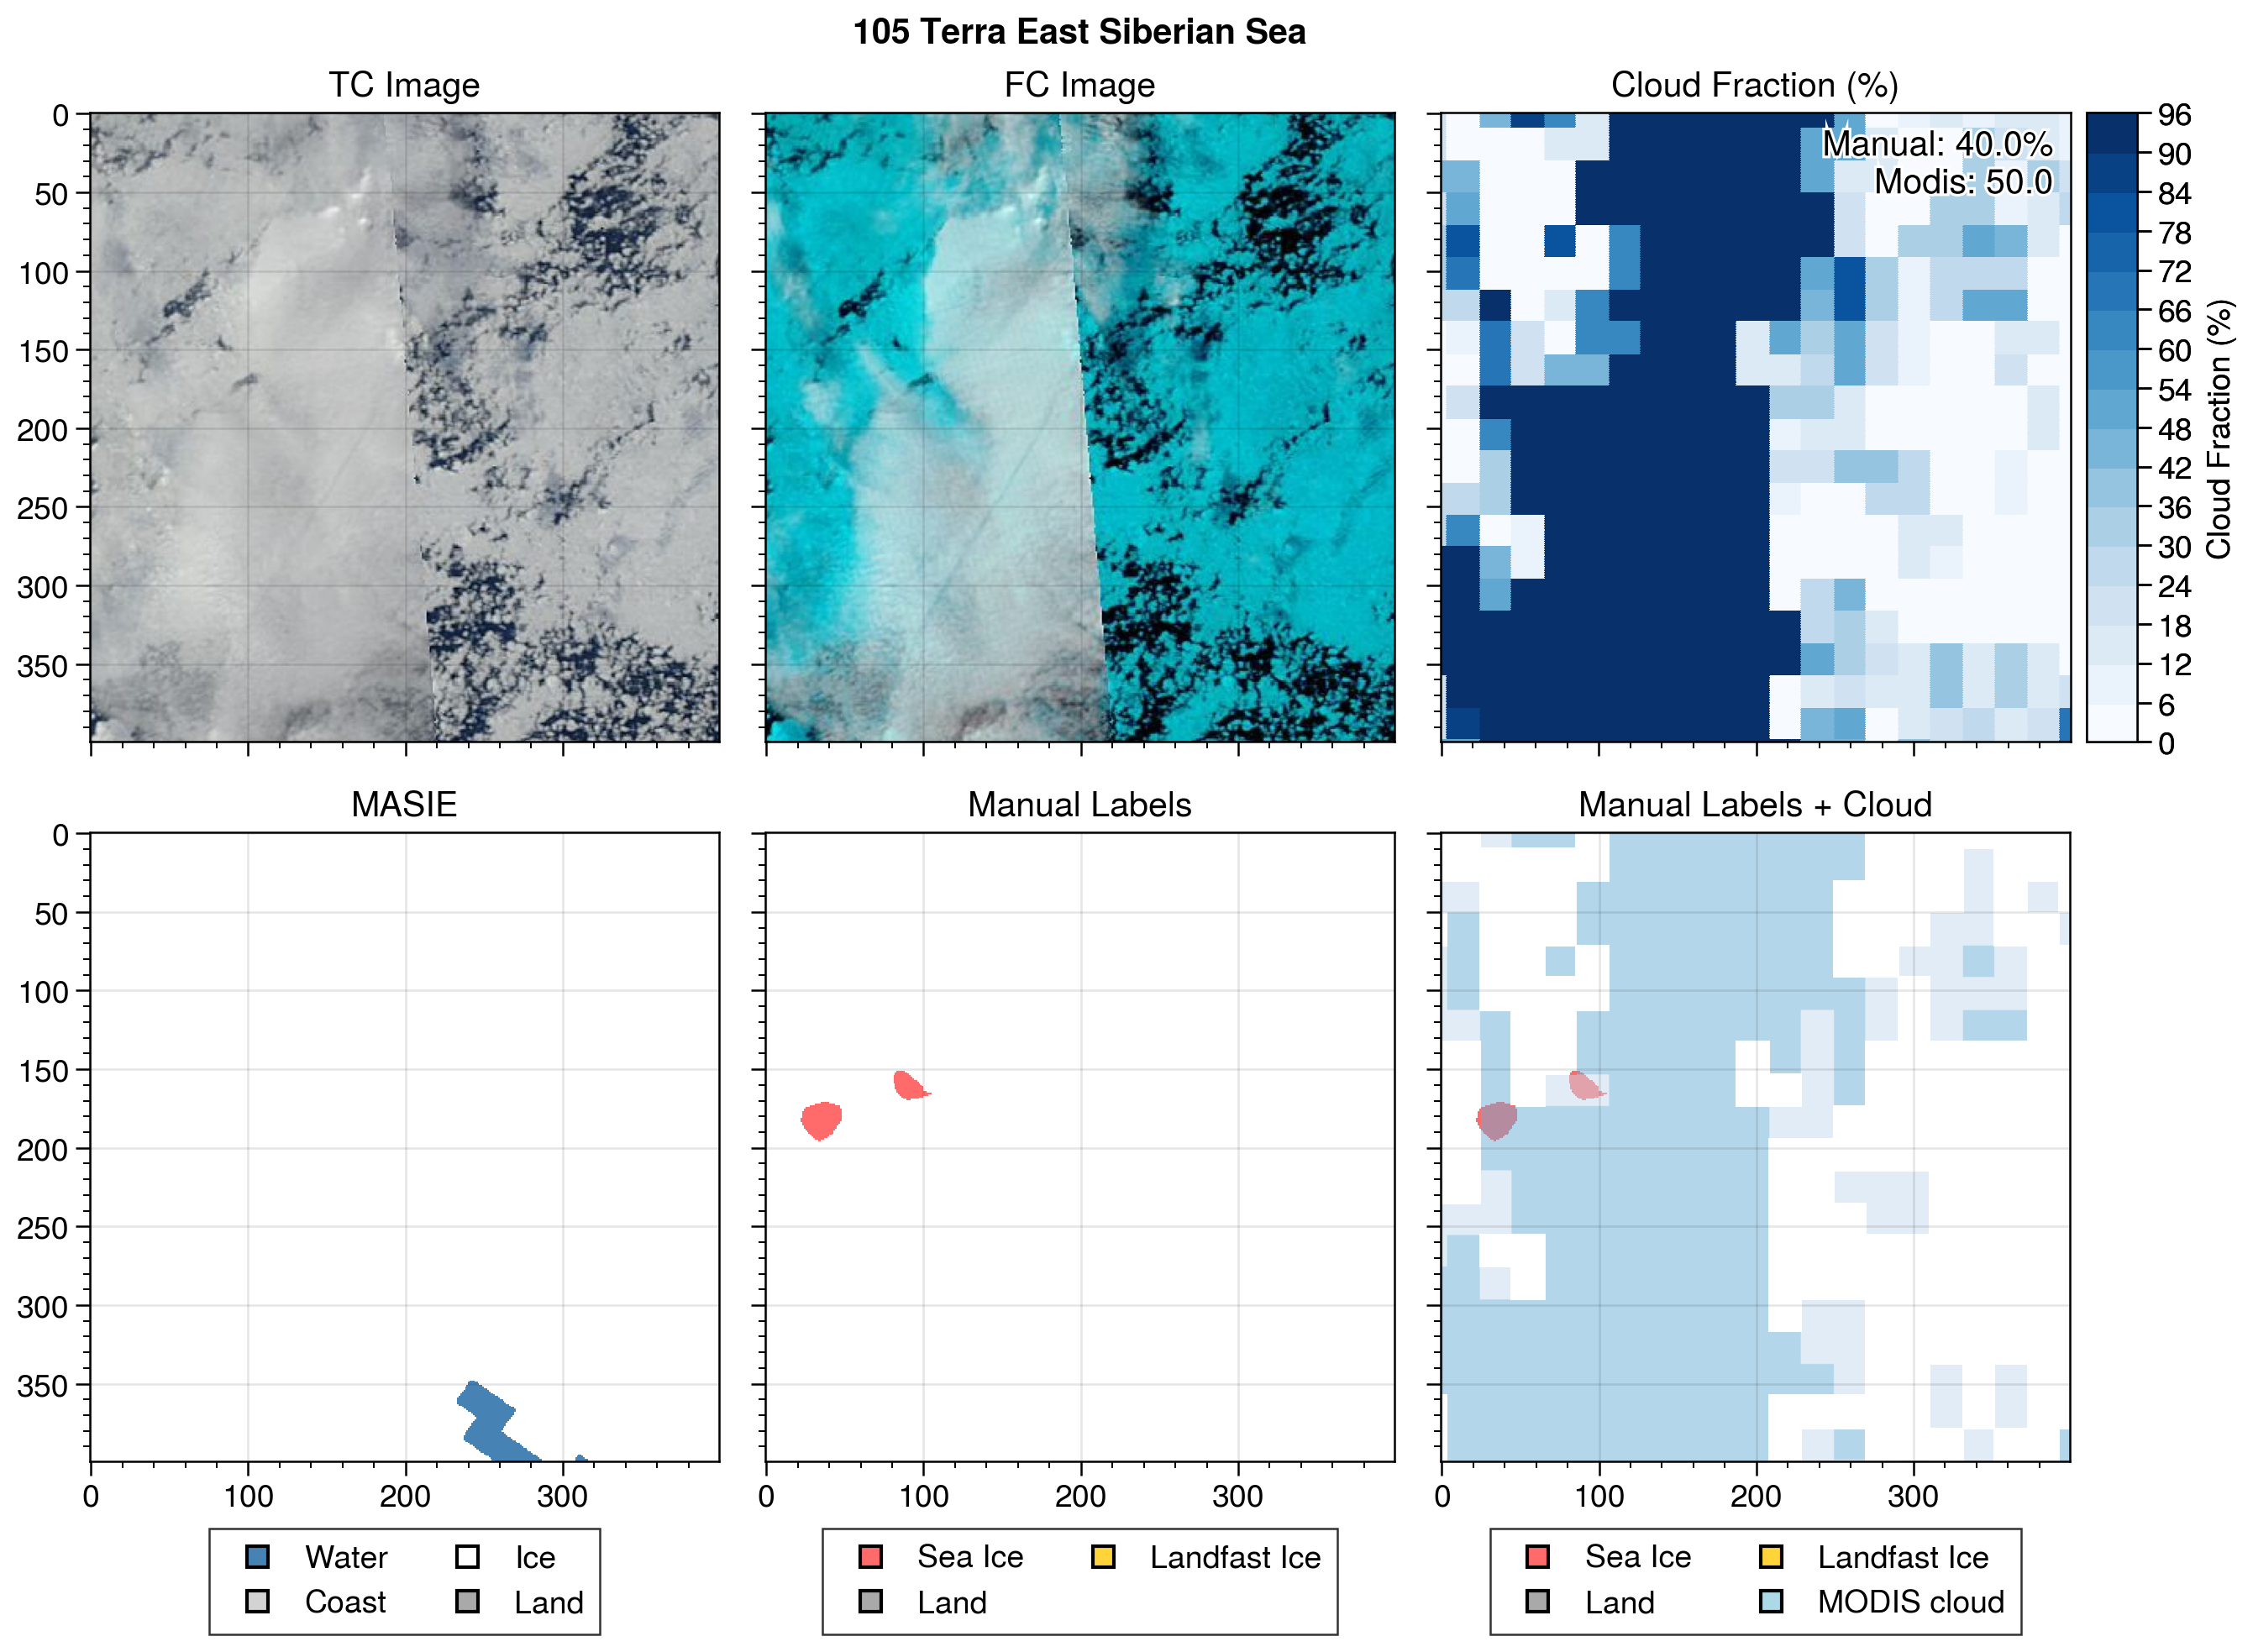 105 Terra East Siberian Sea
TC Image
FC Image
Cloud Fraction (%)
0
50
100
150
200
250
300
350
Manual: 40.0%
Modis: 50.0
96
90
84
78
72
66
60
54
48
42
36
30
24
18
12
6
0
Cloud Fraction (%)
MASIE
Manual Labels
Manual Labels + Cloud
0
50
100
150
200
250
300
350
0 100 200 300
0 100 200 300
0 100 200 300
Water Ice
Coast Land
Sea Ice Landfast Ice
Land
Sea Ice Landfast Ice
Land MODIS cloud